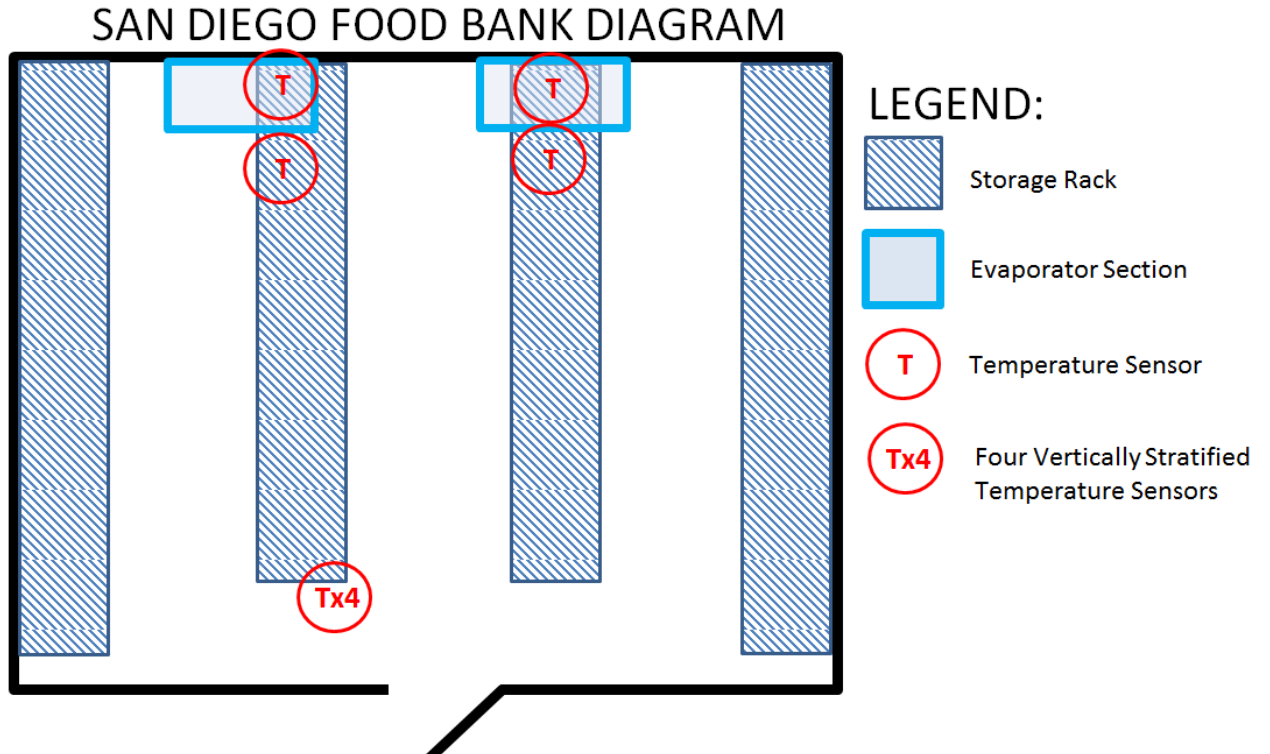 SAN DIEGO FOOD BANK DIAGRAM
T
T
T
T
Tx4
LEGEND:
Storage Rack
Evaporator Section
T
Temperature Sensor
Tx4
Four Vertically Stratified
Temperature Sensors